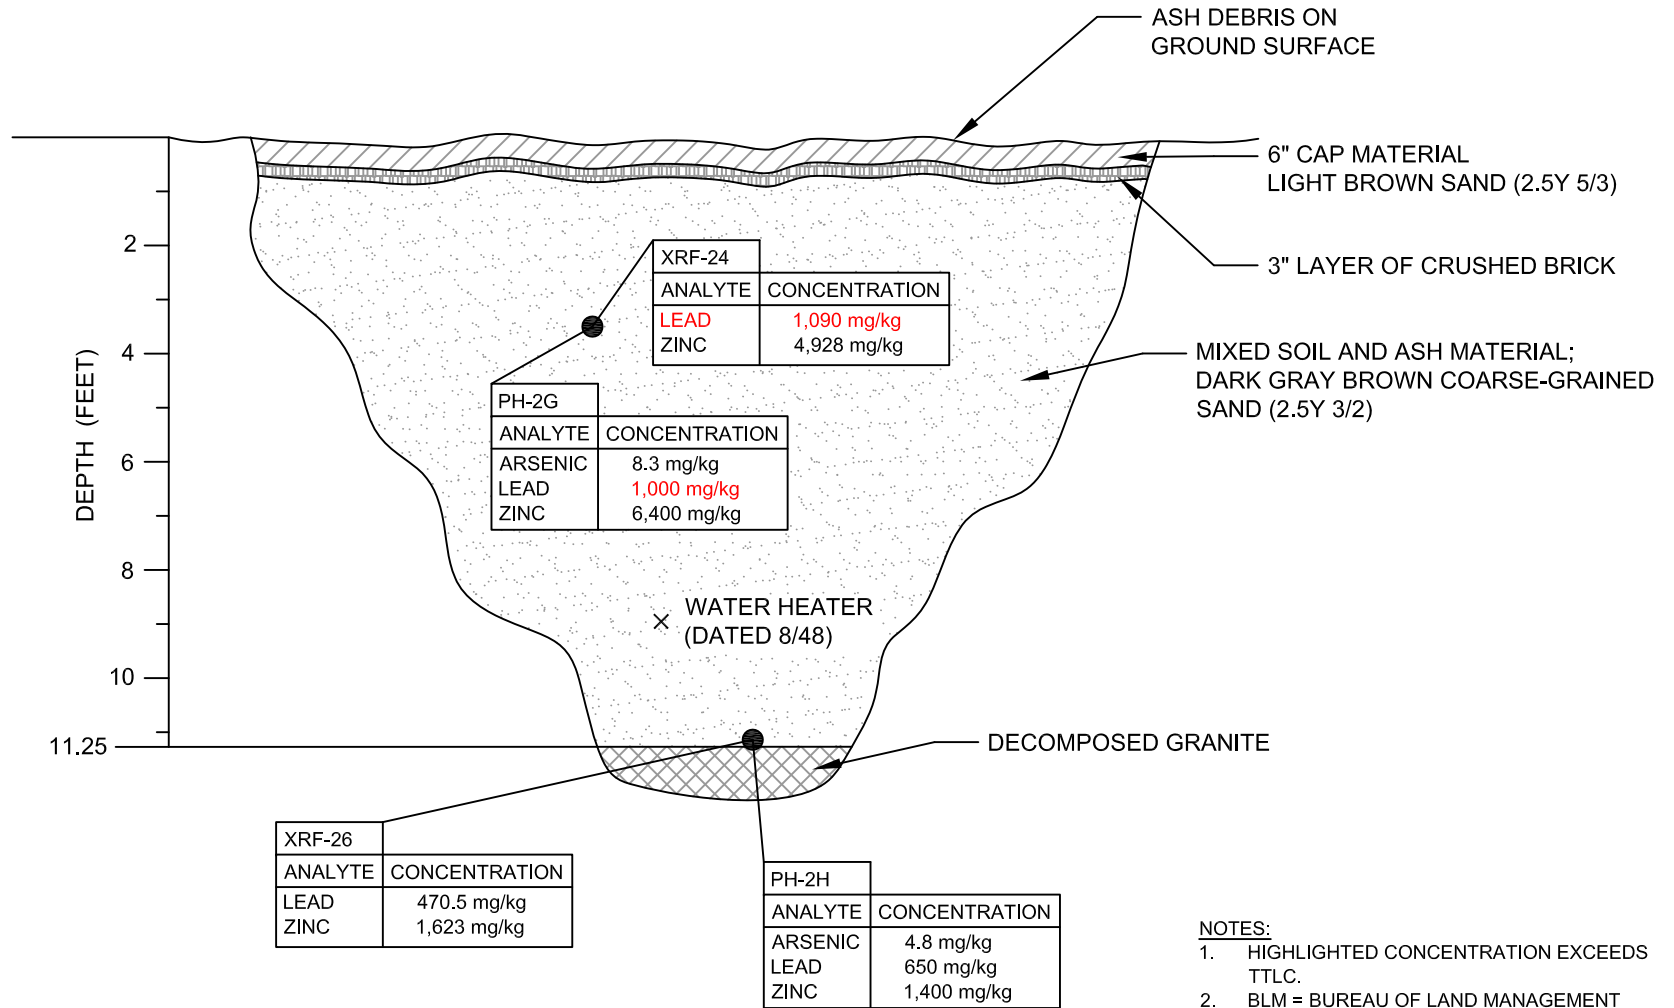 ASH DEBRIS ON
GROUND SURFACE
6" CAP MATERIAL
LIGHT BROWN SAND (2.5Y 5/3)
3" LAYER OF CRUSHED BRICK
MIXED SOIL AND ASH MATERIAL;
DARK GRAY BROWN COARSE-GRAINED
SAND (2.5Y 3/2)
DEPTH (FEET)
2
4
6
8
10
11.25
XRF-24
ANALYTE CONCENTRATION
LEAD 1,090 mg/kg
ZINC 4,928 mg/kg
PH-2G
ANALYTE CONCENTRATION
ARSENIC 8.3 mg/kg
LEAD 1,000 mg/kg
ZINC 6,400 mg/kg
WATER HEATER
(DATED 8/48)
DECOMPOSED GRANITE
XRF-26
ANALYTE CONCENTRATION
LEAD 470.5 mg/kg
ZINC 1,623 mg/kg
PH-2H
ANALYTE CONCENTRATION
ARSENIC 4.8 mg/kg
LEAD 650 mg/kg
ZINC 1,400 mg/kg
NOTES:
1. HIGHLIGHTED CONCENTRATION EXCEEDS
TTLC.
2. BLM = BUREAU OF LAND MANAGEMENT